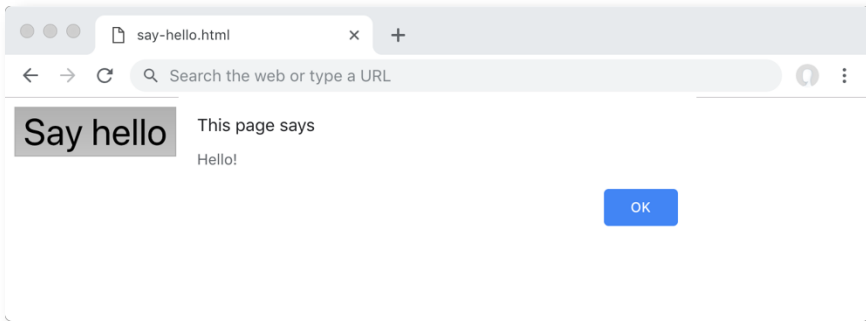 say-hello.html
Search the web or type a URL
Say hello
This page says
Hello!
OK